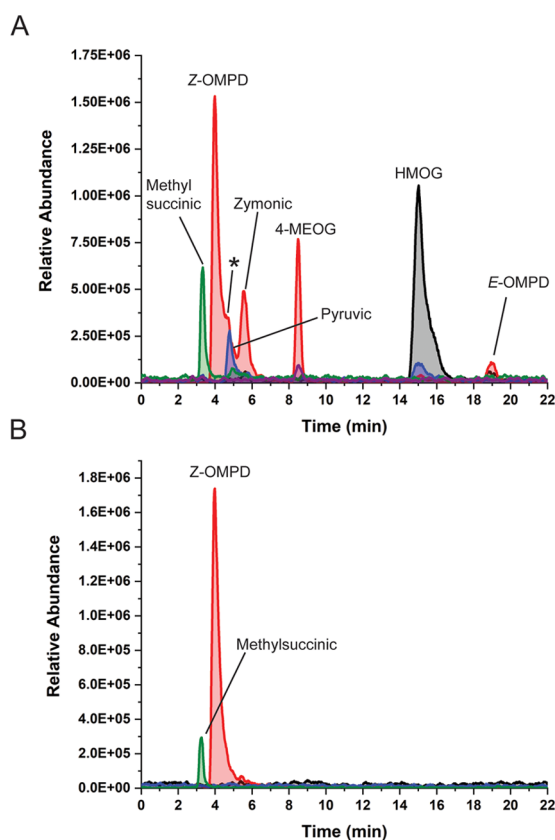 A
1.75E+06
Z-OMPD
1.50E+06
1.25E+06
Methyl
succinic
Zymonic
HMOG
1.00E+06
4-MEOG
7.50E+05
*
E-OMPD
5.00E+05
Pyruvic
2.50E+05
0.00E+00
Relative Abundance
0 2 4 6 8 10 12 14 16 18 20 22
Time (min)
B
1.8E+06
Z-OMPD
1.6E+06
1.4E+06
1.2E+06
1.0E+06
Methylsuccinic
8.0E+05
6.0E+05
4.0E+05
2.0E+05
0.0E+00
Relative Abundance
0 2 4 6 8 10 12 14 16 18 20 22
Time (min)